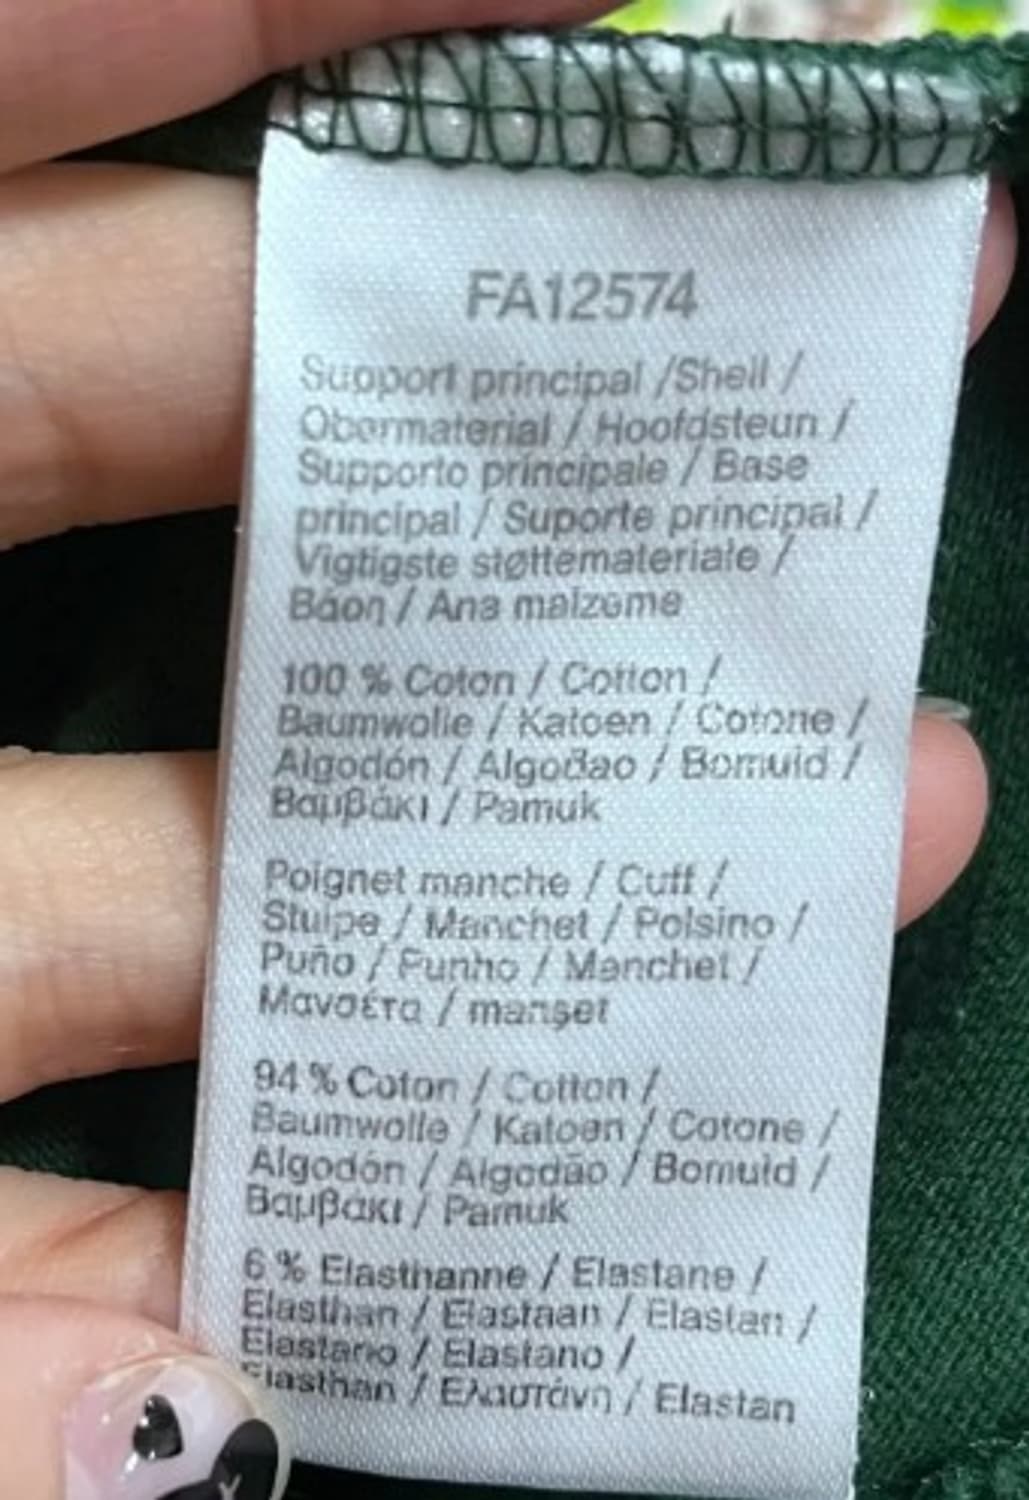 FA12574
Support principal /Shell /
Obermaterial / Hoofdsteun /
Supporto principale / Base
principal / Suporte principal /
Vigtigste støttemateriale /
Βάση / Ana malzeme
100 % Coton / Cotton /
Baumwolle / Katoen / Cotone /
Algodón / Algodão / Bomuld /
Βαμβάκι / Pamuk
Poignet manche / Cuff /
Stulpe / Manchet / Polsino /
Puño / Punho / Manchet /
Μανσέτα / manşet
94 % Coton / Cotton /
Baumwolle / Katoen / Cotone /
Algodón / Algodão / Bomuld /
Βαμβακι / Pamuk
6 % Elasthanne / Elastane /
Elasthan / Elastaan / Elastan /
Elastano / Elastano /
Elasthan / Ελαστάνη / Elastan